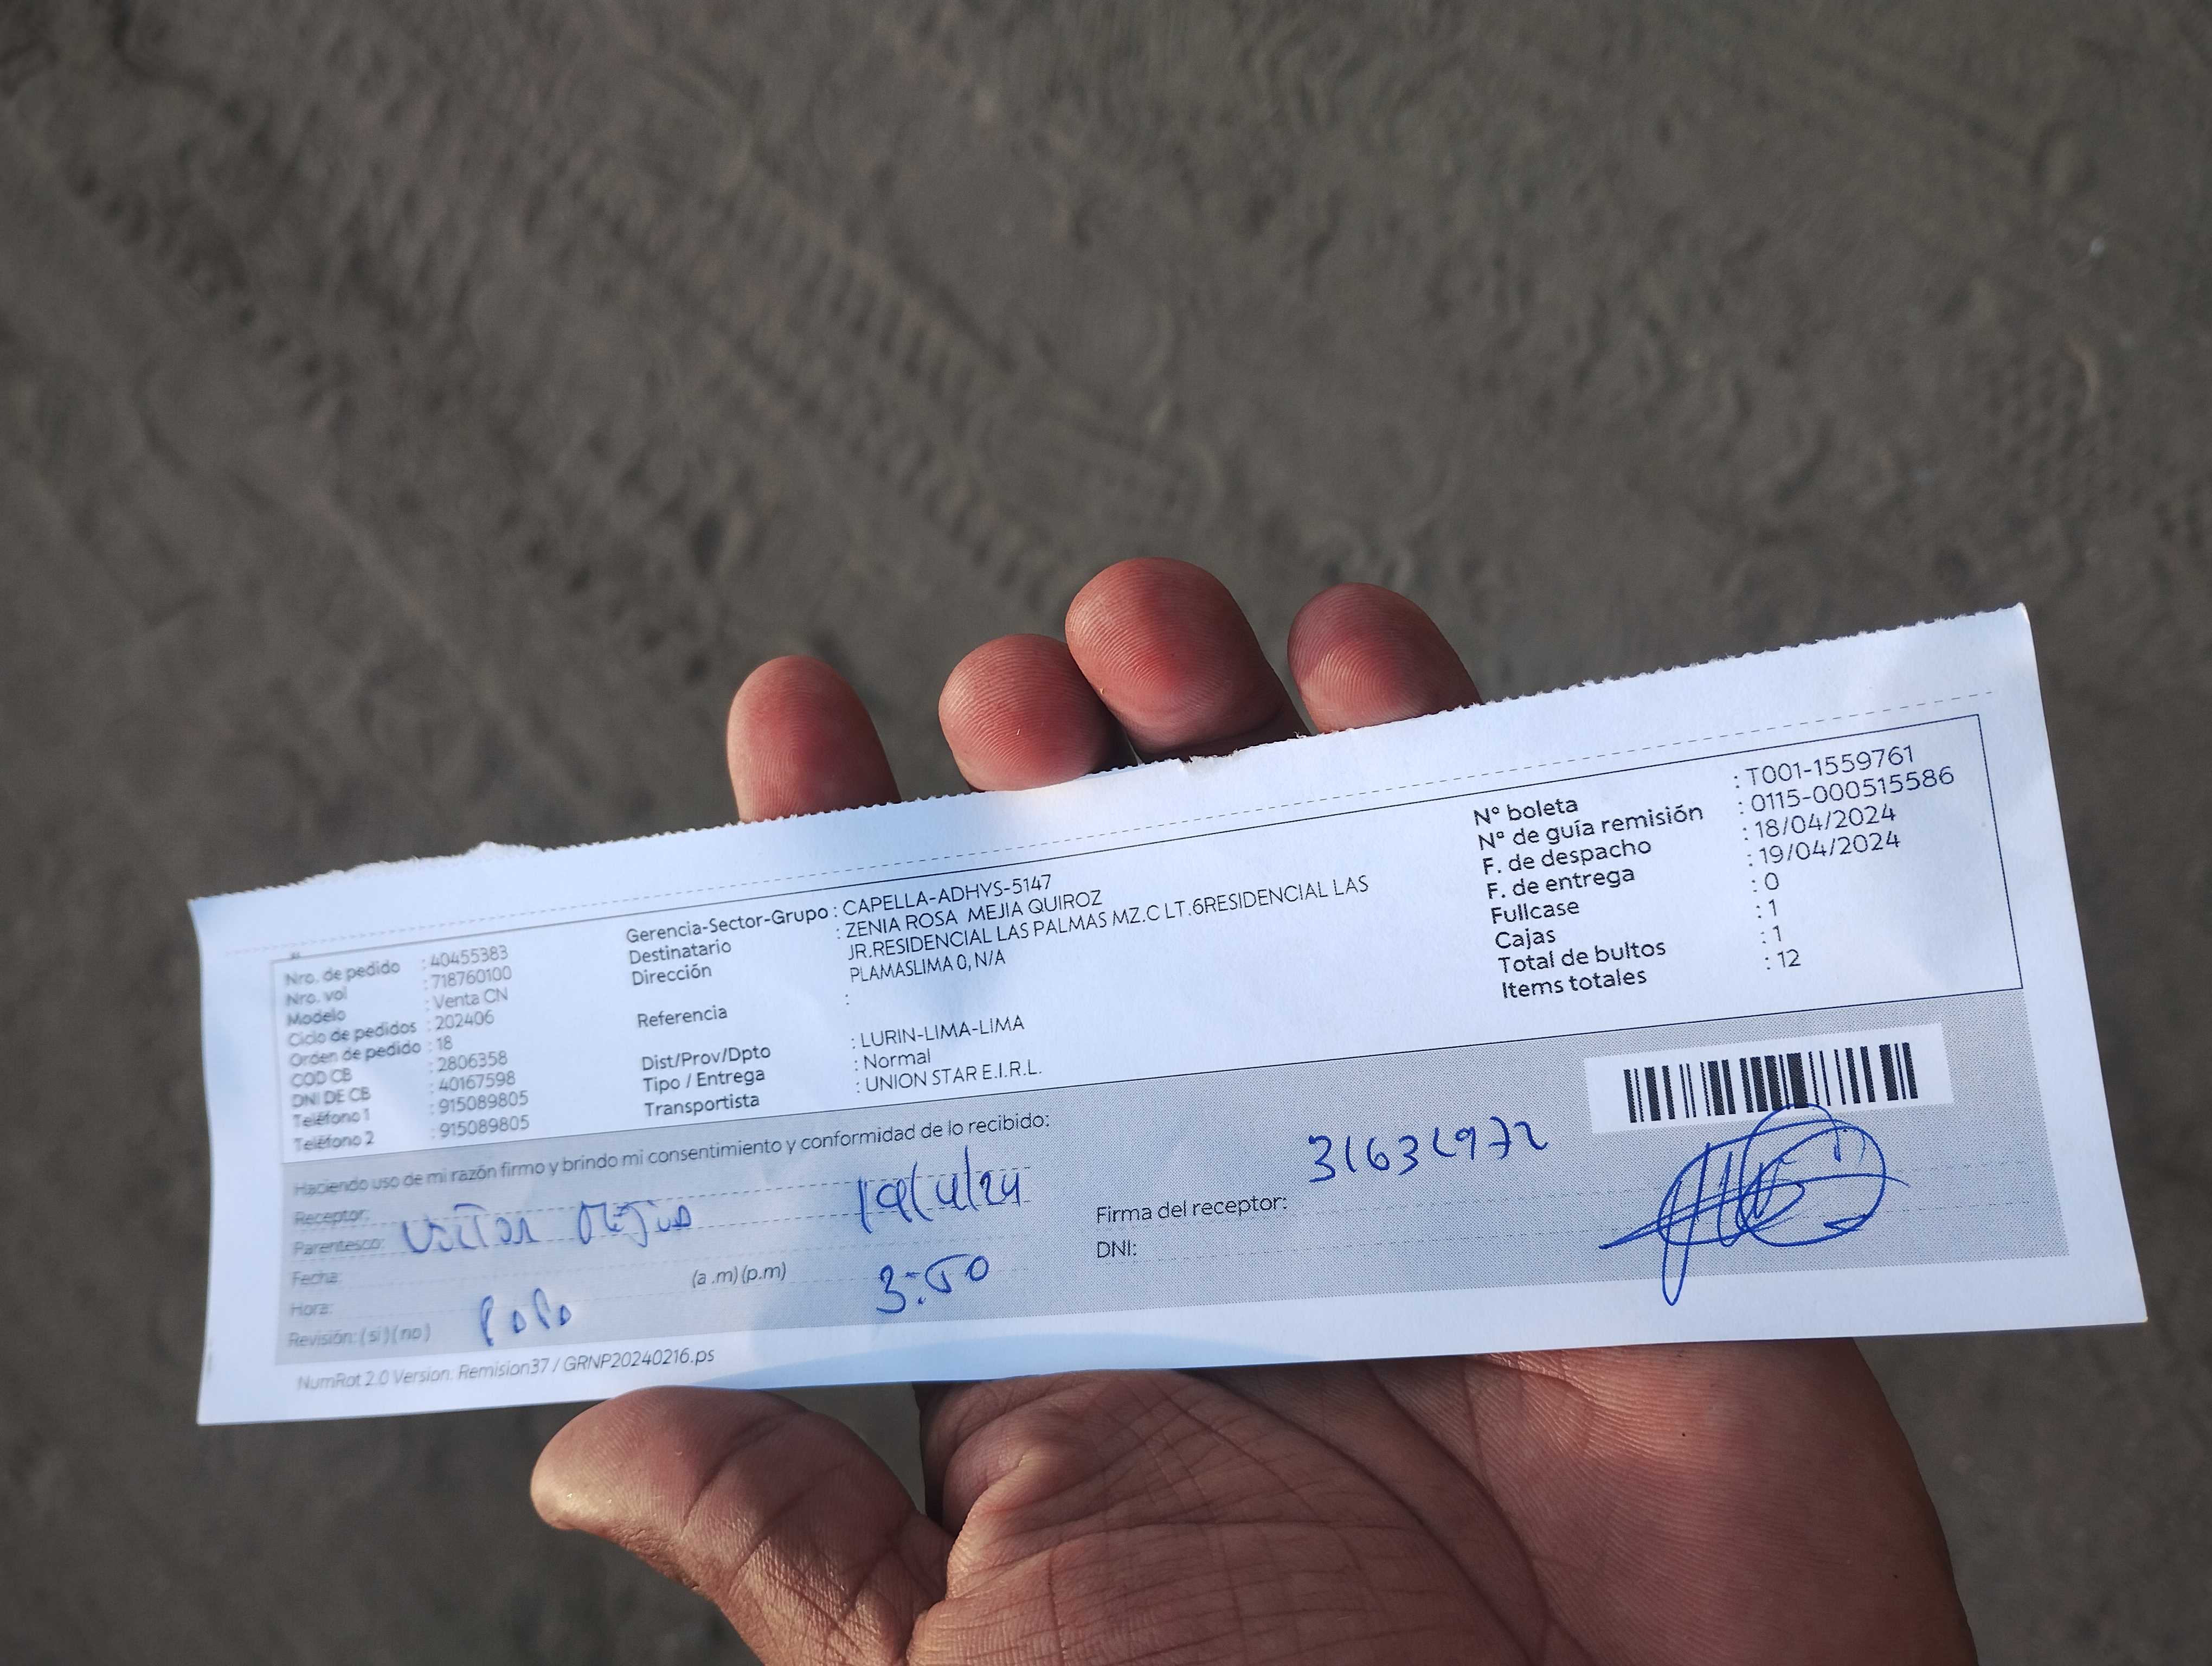 Nro. de pedido : 40455383
Nro. vol : 718760100
Modelo : Venta CN
Ciclo de pedidos : 202406
Orden de pedido : 18
COD CB : 2806358
DNI DE CB : 40167598
Teléfono 1 : 915089805
Teléfono 2 : 915089805
Gerencia-Sector-Grupo : CAPELLA-ADHYS-5147
Destinatario : ZENIA ROSA MEJIA QUIROZ
Dirección JR.RESIDENCIAL LAS PALMAS MZ.C LT.6RESIDENCIAL LAS
PLAMASLIMA 0, N/A
Referencia :
Dist/Prov/Dpto : LURIN-LIMA-LIMA
Tipo / Entrega : Normal
Transportista : UNION STAR E.I.R.L.
N° boleta : T001-1559761
N° de guía remisión : 0115-000515586
F. de despacho : 18/04/2024
F. de entrega : 19/04/2024
Fullcase : 0
Cajas : 1
Total de bultos : 1
Items totales : 12
Haciendo uso de mi razón firmo y brindo mi consentimiento y conformidad de lo recibido:
Receptor:
Parentesco:
19/4/24
Fecha:
Hora: (a .m) (p.m) 3:50
Revisión: ( si ) ( no )
31631972
Firma del receptor:
DNI:
NumRot 2.0 Version: Remision37 / GRNP20240216.ps